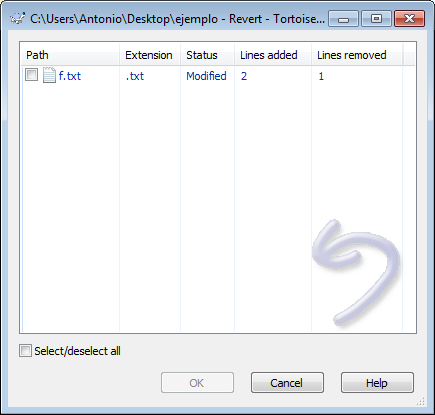 C:\Users\Antonio\Desktop\ejemplo - Revert - Tortoise...
Path Extension Status Lines added Lines removed
f.txt .txt Modified 2 1
Select/deselect all
OK Cancel Help